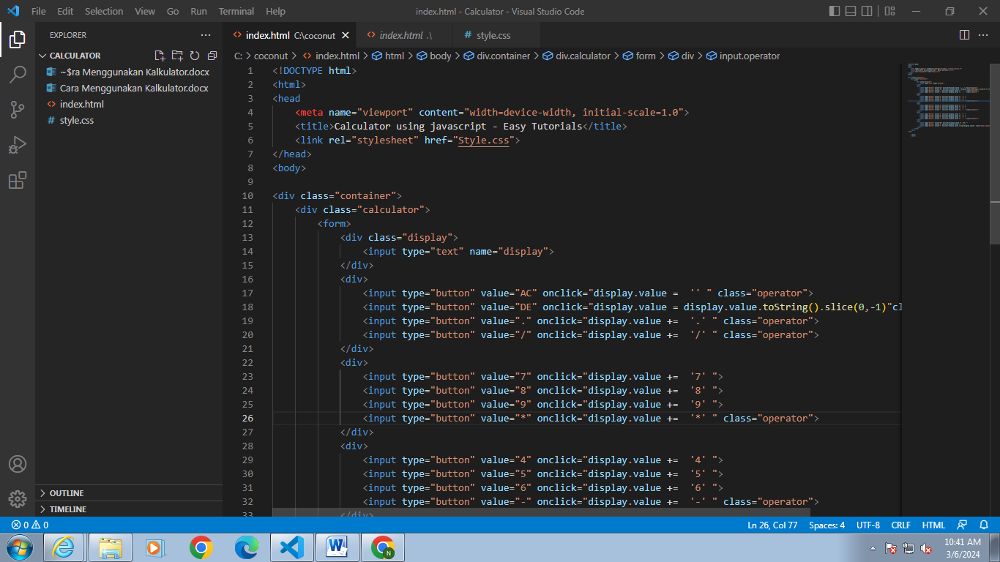 File Edit Selection View Go Run Terminal Help index.html - Calculator - Visual Studio Code
EXPLORER
CALCULATOR
~$ra Menggunakan Kalkulator.docx
Cara Menggunakan Kalkulator.docx
index.html
style.css
OUTLINE
TIMELINE
index.html C:\coconut index.html .\ style.css
C: > coconut > index.html > html > body > div.container > div.calculator > form > div > input.operator
1 <!DOCTYPE html>
2 <html>
3 <head
4 <meta name="viewport" content="width=device-width, initial-scale=1.0">
5 <title>Calculator using javascript - Easy Tutorials</title>
6 <link rel="stylesheet" href="Style.css">
7 </head>
8 <body>
9
10 <div class="container">
11 <div class="calculator">
12 <form>
13 <div class="display">
14 <input type="text" name="display">
15 </div>
16 <div>
17 <input type="button" value="AC" onclick="display.value =  '' " class="operator">
18 <input type="button" value="DE" onclick="display.value = display.value.toString().slice(0,-1)"cl
19 <input type="button" value="." onclick="display.value +=  '.' " class="operator">
20 <input type="button" value="/" onclick="display.value +=  '/' " class="operator">
21 </div>
22 <div>
23 <input type="button" value="7" onclick="display.value +=  '7' ">
24 <input type="button" value="8" onclick="display.value +=  '8' ">
25 <input type="button" value="9" onclick="display.value +=  '9' ">
26 <input type="button" value="*" onclick="display.value +=  '*' " class="operator">
27 </div>
28 <div>
29 <input type="button" value="4" onclick="display.value +=  '4' ">
30 <input type="button" value="5" onclick="display.value +=  '5' ">
31 <input type="button" value="6" onclick="display.value +=  '6' ">
32 <input type="button" value="-" onclick="display.value +=  '-' " class="operator">
33 </div>
0 0 Ln 26, Col 77 Spaces: 4 UTF-8 CRLF HTML
10:41 AM
3/6/2024